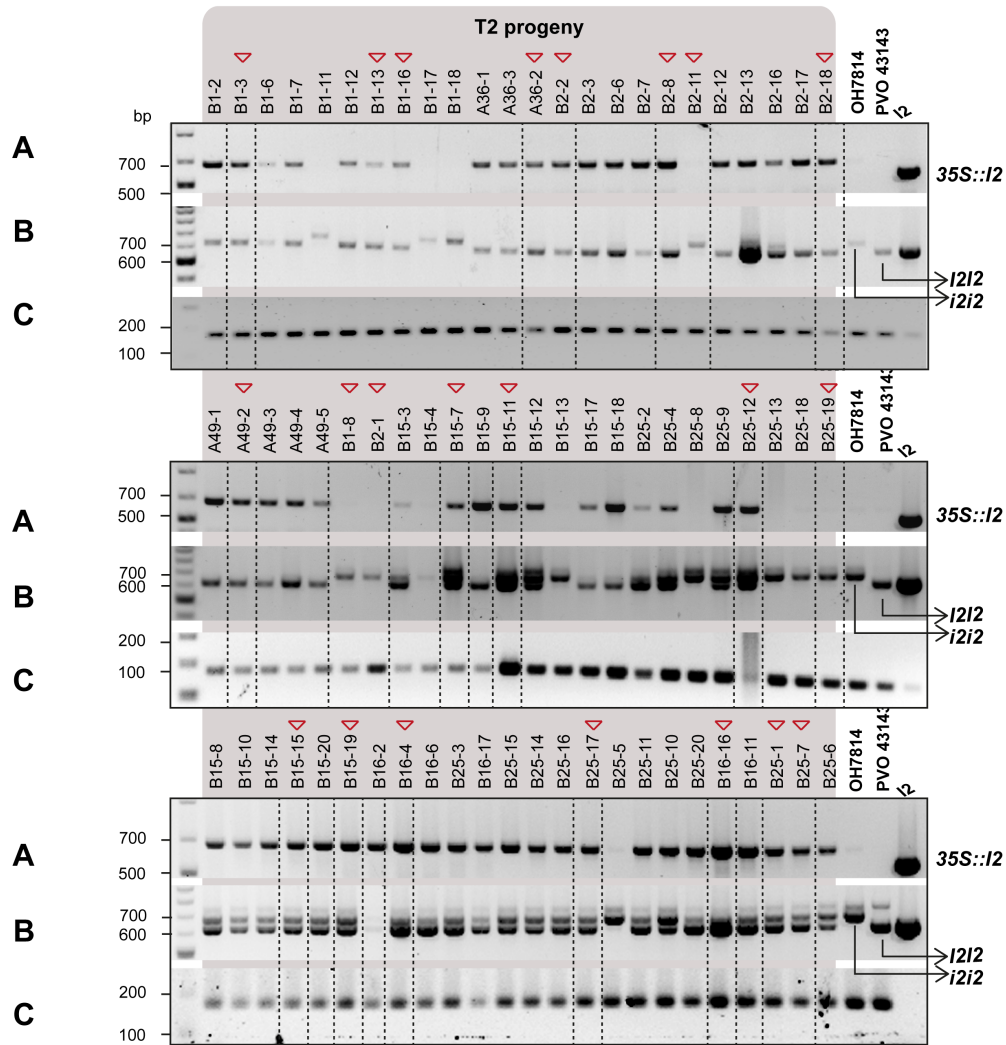 T2 progeny
B1-2 B1-3 B1-6 B1-7 B1-11 B1-12 B1-13 B1-16 B1-17 B1-18 A36-1 A36-3 A36-2 B2-2 B2-3 B2-6 B2-7 B2-8 B2-11 B2-12 B2-13 B2-16 B2-17 B2-18 OH7814 PVO 43143 I2
bp
A
700
500
35S::I2
B
700
600
I2I2
i2i2
C
200
100
A49-1 A49-2 A49-3 A49-4 A49-5 B1-8 B2-1 B15-3 B15-4 B15-7 B15-9 B15-11 B15-12 B15-13 B15-17 B15-18 B25-2 B25-4 B25-8 B25-9 B25-12 B25-13 B25-18 B25-19 OH7814 PVO 43143 I2
A
700
500
35S::I2
B
700
600
I2I2
i2i2
C
200
100
B15-8 B15-10 B15-14 B15-15 B15-20 B15-19 B16-2 B16-4 B16-6 B25-3 B16-17 B25-15 B25-14 B25-16 B25-17 B25-5 B25-11 B25-10 B25-20 B16-16 B16-11 B25-1 B25-7 B25-6 OH7814 PVO 43143 I2
A
700
500
35S::I2
B
700
600
I2I2
i2i2
C
200
100